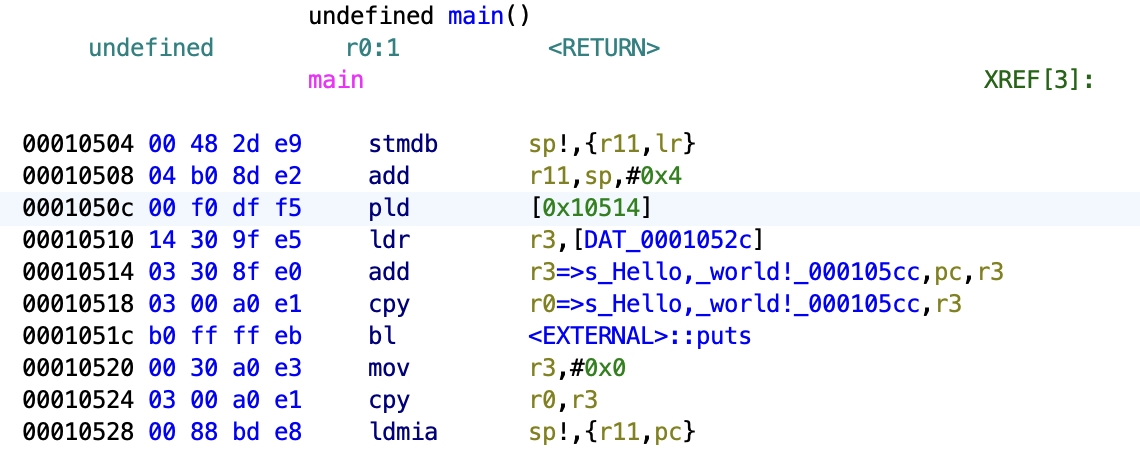 undefined main()
undefined r0:1 <RETURN>
main XREF[3]:
00010504 00 48 2d e9 stmdb sp!,{r11,lr}
00010508 04 b0 8d e2 add r11,sp,#0x4
0001050c 00 f0 df f5 pld [0x10514]
00010510 14 30 9f e5 ldr r3,[DAT_0001052c]
00010514 03 30 8f e0 add r3=>s_Hello,_world!_000105cc,pc,r3
00010518 03 00 a0 e1 cpy r0=>s_Hello,_world!_000105cc,r3
0001051c b0 ff ff eb bl <EXTERNAL>::puts
00010520 00 30 a0 e3 mov r3,#0x0
00010524 03 00 a0 e1 cpy r0,r3
00010528 00 88 bd e8 ldmia sp!,{r11,pc}